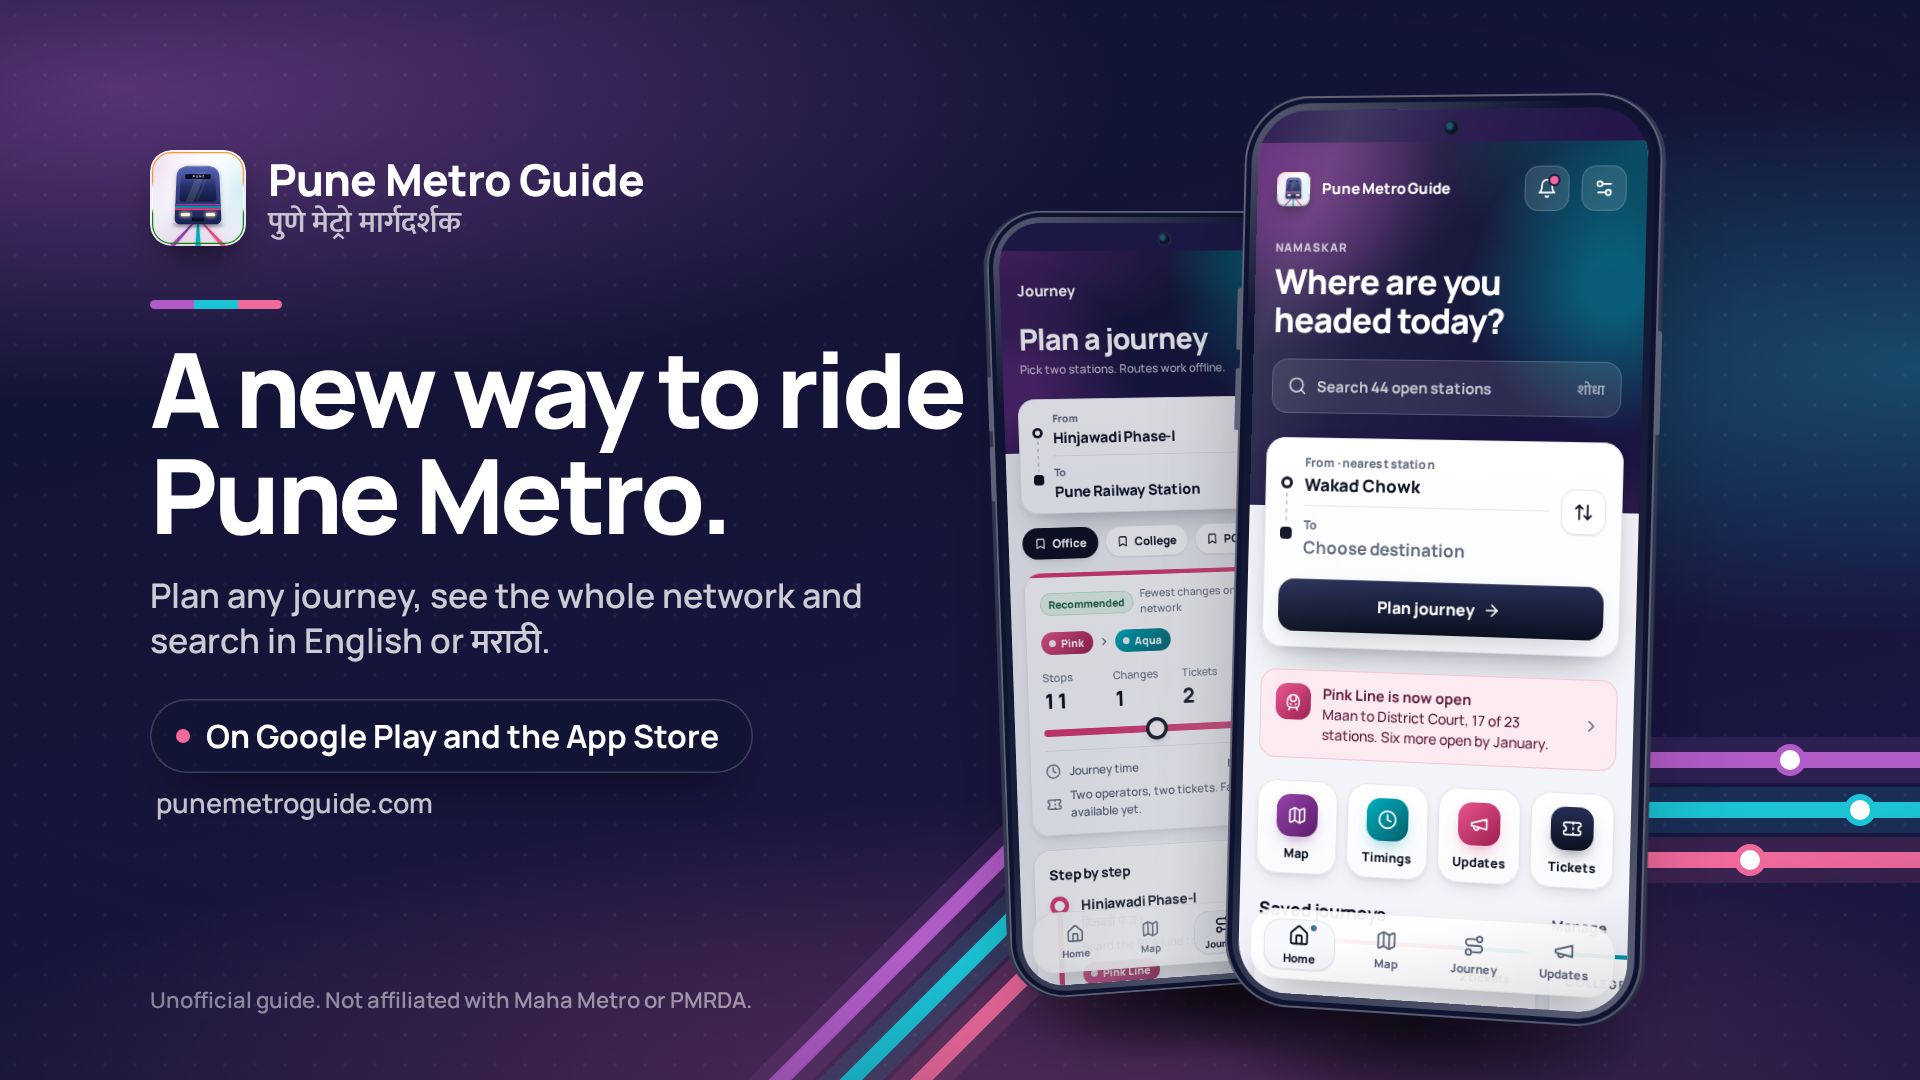 Pune Metro Guide
पुणे मेट्रो मार्गदर्शक
A new way to ride
Pune Metro.
Plan any journey, see the whole network and
search in English or मराठी.
On Google Play and the App Store
punemetroguide.com
Unofficial guide. Not affiliated with Maha Metro or PMRDA.
Journey
Plan a journey
Pick two stations. Routes work offline.
From
Hinjawadi Phase-I
To
Pune Railway Station
Office
College
Recommended
Fewest changes on
network
Pink
Aqua
Stops
Changes
Tickets
11
1
2
Journey time
Two operators, two tickets.
available yet.
Step by step
Hinjawadi Phase-I
Pink Line
Home
Map
Pune Metro Guide
NAMASKAR
Where are you
headed today?
Search 44 open stations
शोधा
From · nearest station
Wakad Chowk
To
Choose destination
Plan journey
Pink Line is now open
Maan to District Court, 17 of 23
stations. Six more open by January.
Map
Timings
Updates
Tickets
Saved journeys
Manage
Home
Map
Journey
Updates